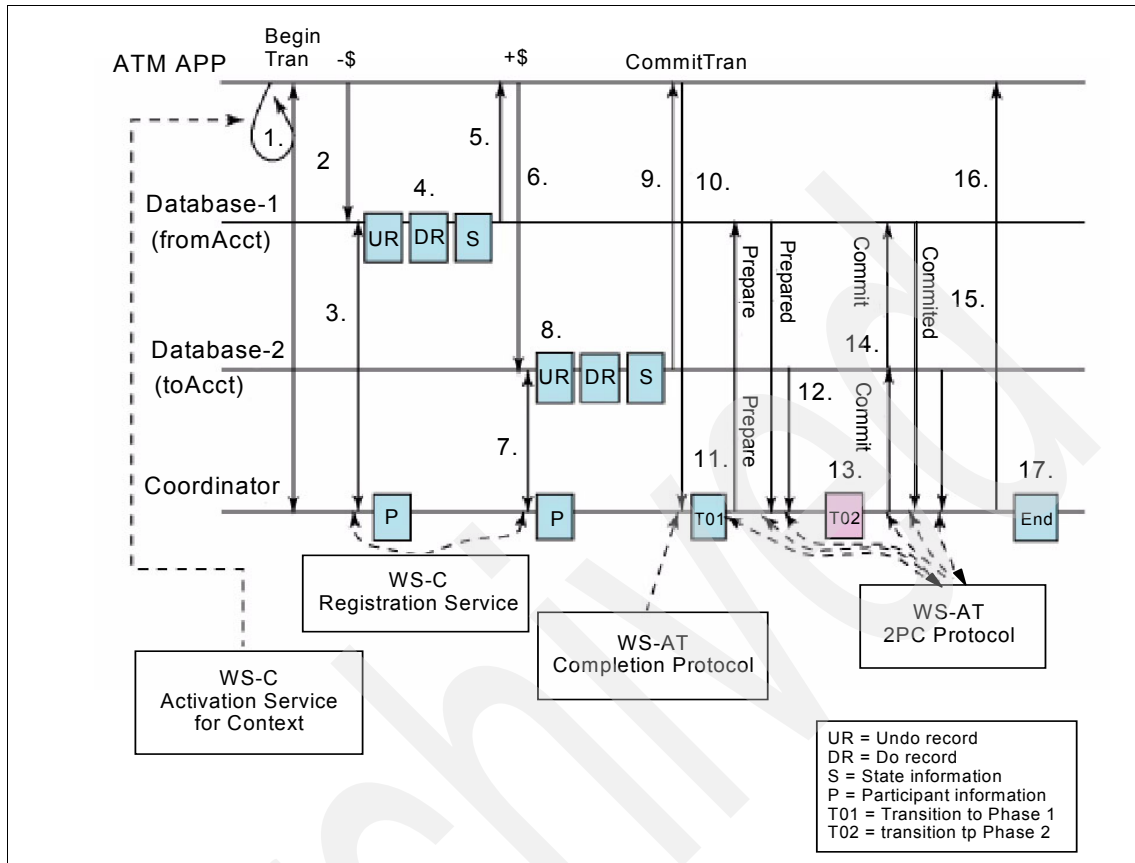 Begin
Tran
-$
+$
CommitTran
ATM APP
1.
2
5.
6.
9.
10.
16.
4.
Database-1
(fromAcct)
UR
DR
S
3.
Prepare
Prepared
Commit
Commited
15.
8.
14.
Database-2
(toAcct)
UR
DR
S
12.
7.
Prepare
Commit
11.
13.
17.
Coordinator
P
P
T01
T02
End
WS-C
Registration Service
WS-AT
Completion Protocol
WS-AT
2PC Protocol
WS-C
Activation Service
for Context
UR = Undo record
DR = Do record
S = State information
P = Participant information
T01 = Transition to Phase 1
T02 = transition tp Phase 2